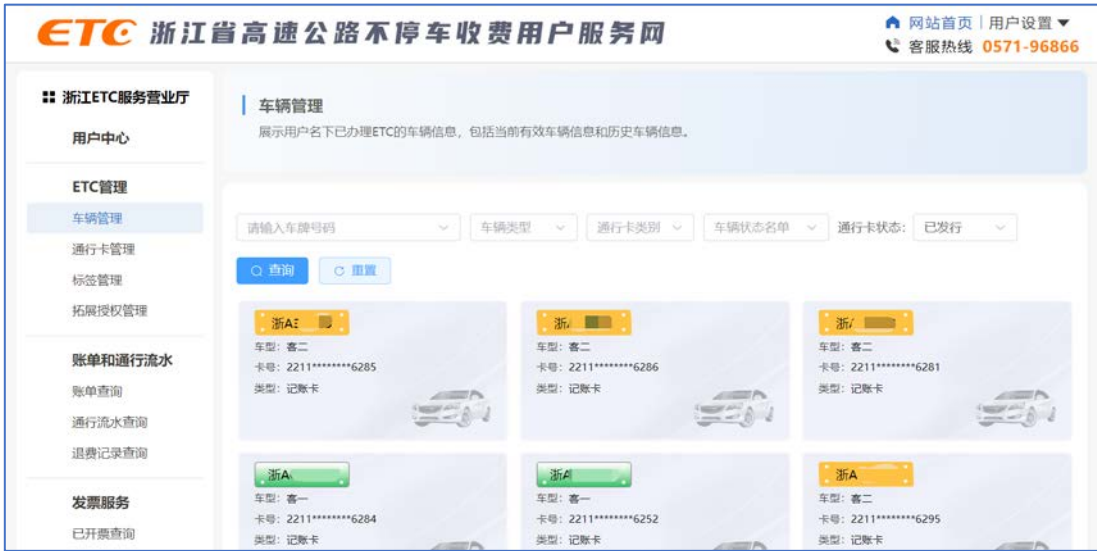 ETC 浙江省高速公路不停车收费用户服务网
网站首页 用户设置
客服热线 0571-96866
浙江ETC服务营业厅
用户中心
ETC管理
车辆管理
通行卡管理
标签管理
拓展授权管理
账单和通行流水
账单查询
通行流水查询
退费记录查询
发票服务
已开票查询
车辆管理
展示用户名下已办理ETC的车辆信息，包括当前有效车辆信息和历史车辆信息。
请输入车牌号码 车辆类型 通行卡类别 车辆状态名单 通行卡状态： 已发行
查询 重置
浙A
车型：客二
卡号：2211********6285
类型：记账卡
浙
车型：客二
卡号：2211********6286
类型：记账卡
浙
车型：客二
卡号：2211********6281
类型：记账卡
浙A
车型：客一
卡号：2211********6284
类型：记账卡
浙A
车型：客一
卡号：2211********6252
类型：记账卡
浙A
车型：客二
卡号：2211********6295
类型：记账卡